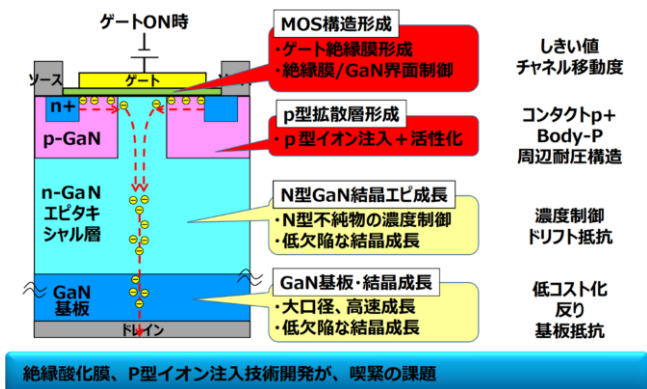 ゲートON時
ソース
ゲート
ソース
n+
p-GaN
n-GaN
エピタキ
シャル層
GaN
基板
ドレイン
MOS構造形成
・ゲート絶縁膜形成
・絶縁膜/GaN界面制御
しきい値
チャネル移動度
p型拡散層形成
・p型イオン注入+活性化
コンタクトp+
Body-P
周辺耐圧構造
N型GaN結晶エピ成長
・N型不純物の濃度制御
・低欠陥な結晶成長
濃度制御
ドリフト抵抗
GaN基板・結晶成長
・大口径、高速成長
・低欠陥な結晶成長
低コスト化
反り
基板抵抗
絶縁酸化膜、P型イオン注入技術開発が、喫緊の課題